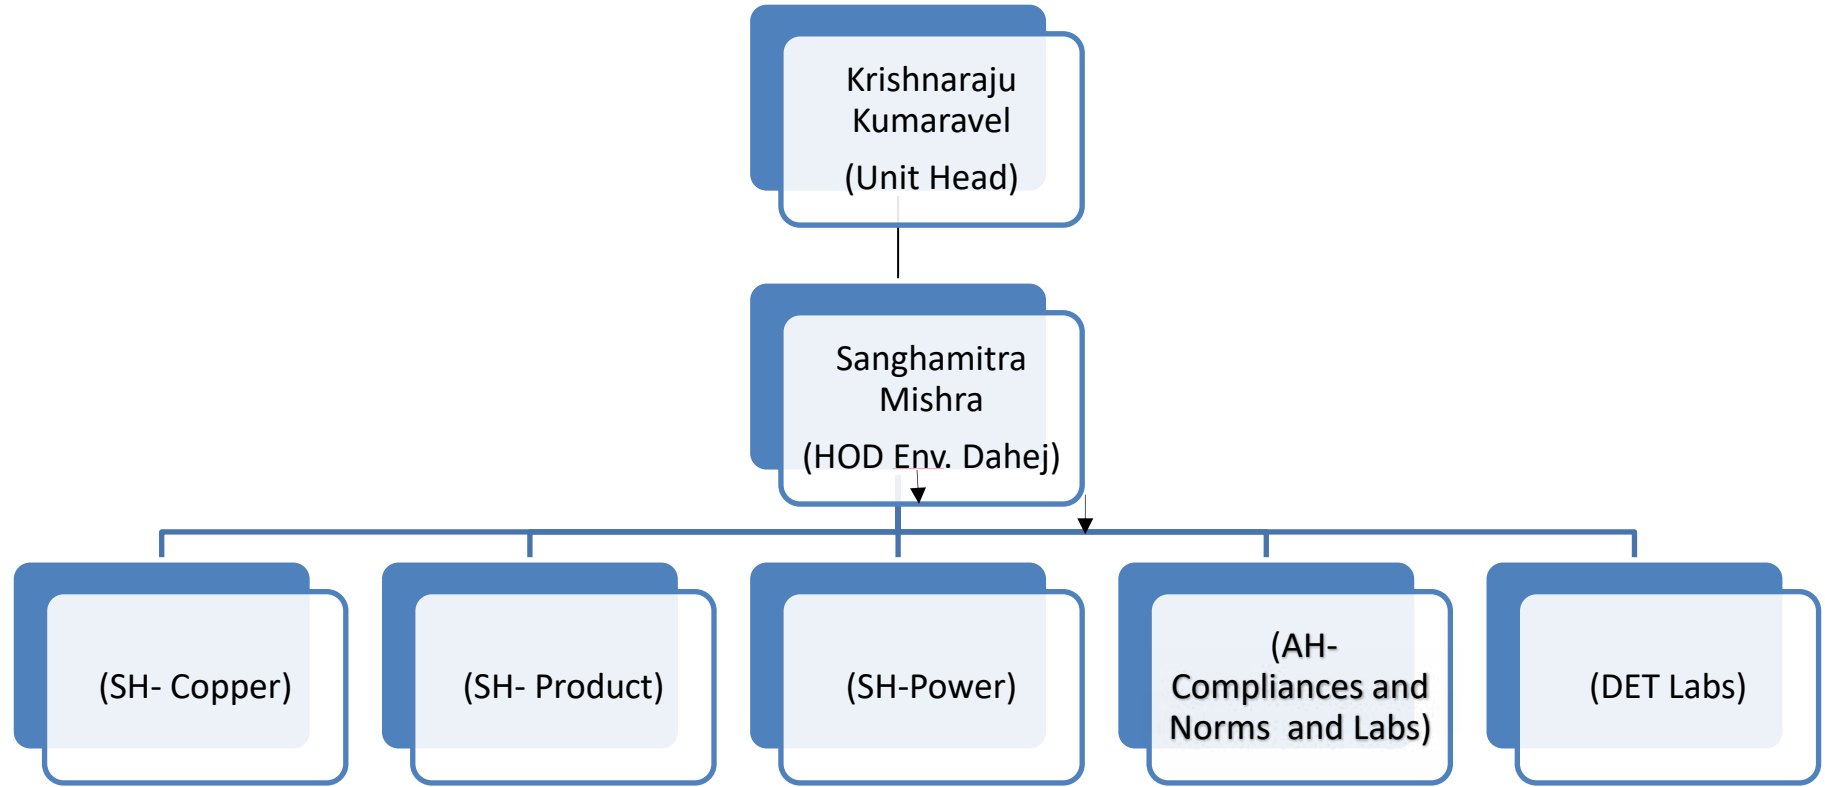 Krishnaraju
Kumaravel
(Unit Head)
Sanghamitra
Mishra
(HOD Env. Dahej)
(SH- Copper)
(SH- Product)
(SH-Power)
(AH-
Compliances and
Norms  and Labs)
(DET Labs)